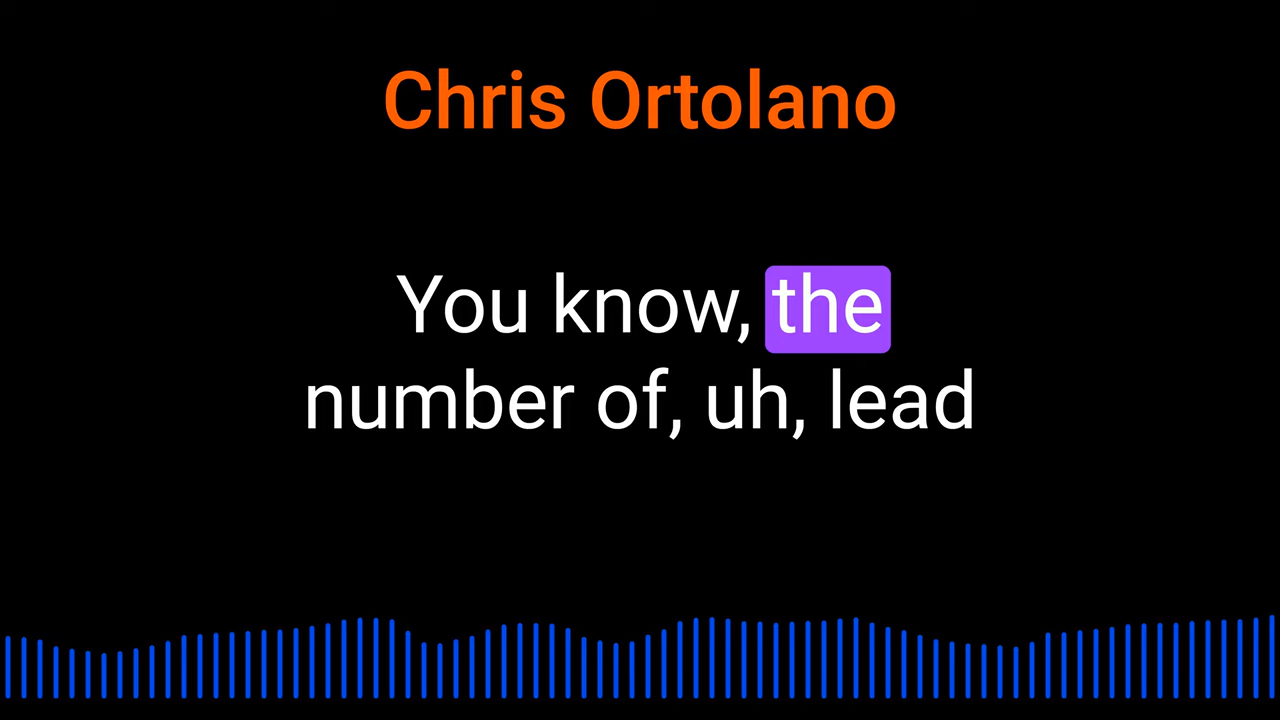 Chris Ortolano
You know, the
number of, uh, lead